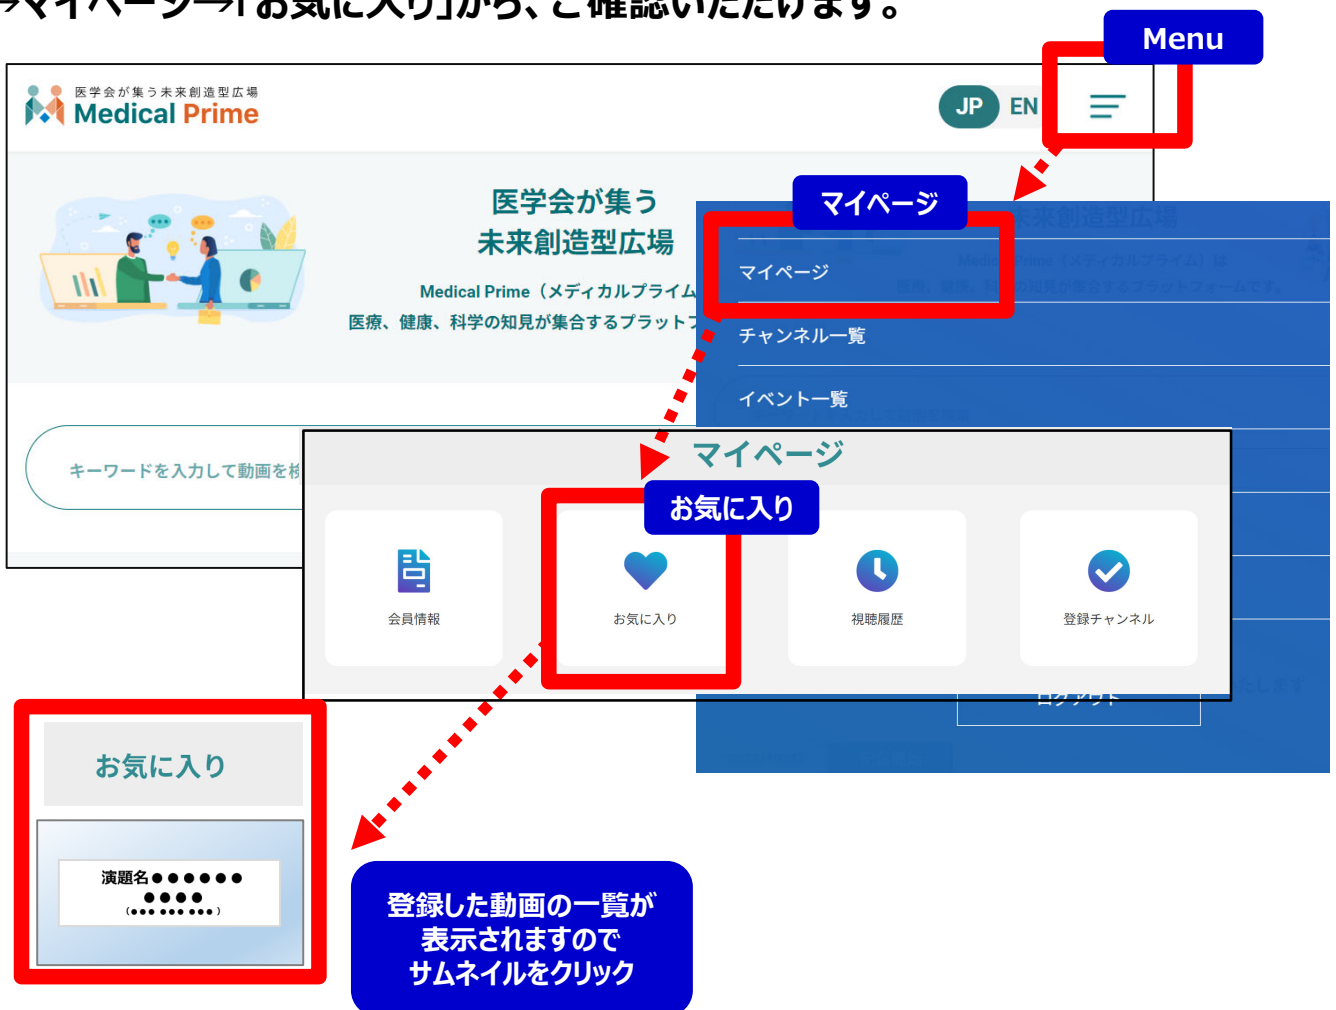 →マイページ→「お気に入り」から、ご確認いただけます。
Menu
医学会が集う未来創造型広場
Medical Prime
JP EN
医学会が集う
未来創造型広場
Medical Prime（メディカルプライム
医療、健康、科学の知見が集合するプラットフ
マイページ
マイページ
チャンネル一覧
イベント一覧
キーワードを入力して動画を検
マイページ
お気に入り
会員情報
お気に入り
視聴履歴
登録チャンネル
ログアウト
お気に入り
演題名●●●●●●
●●●●
(●●● ●●● ●●●)
登録した動画の一覧が
表示されますので
サムネイルをクリック